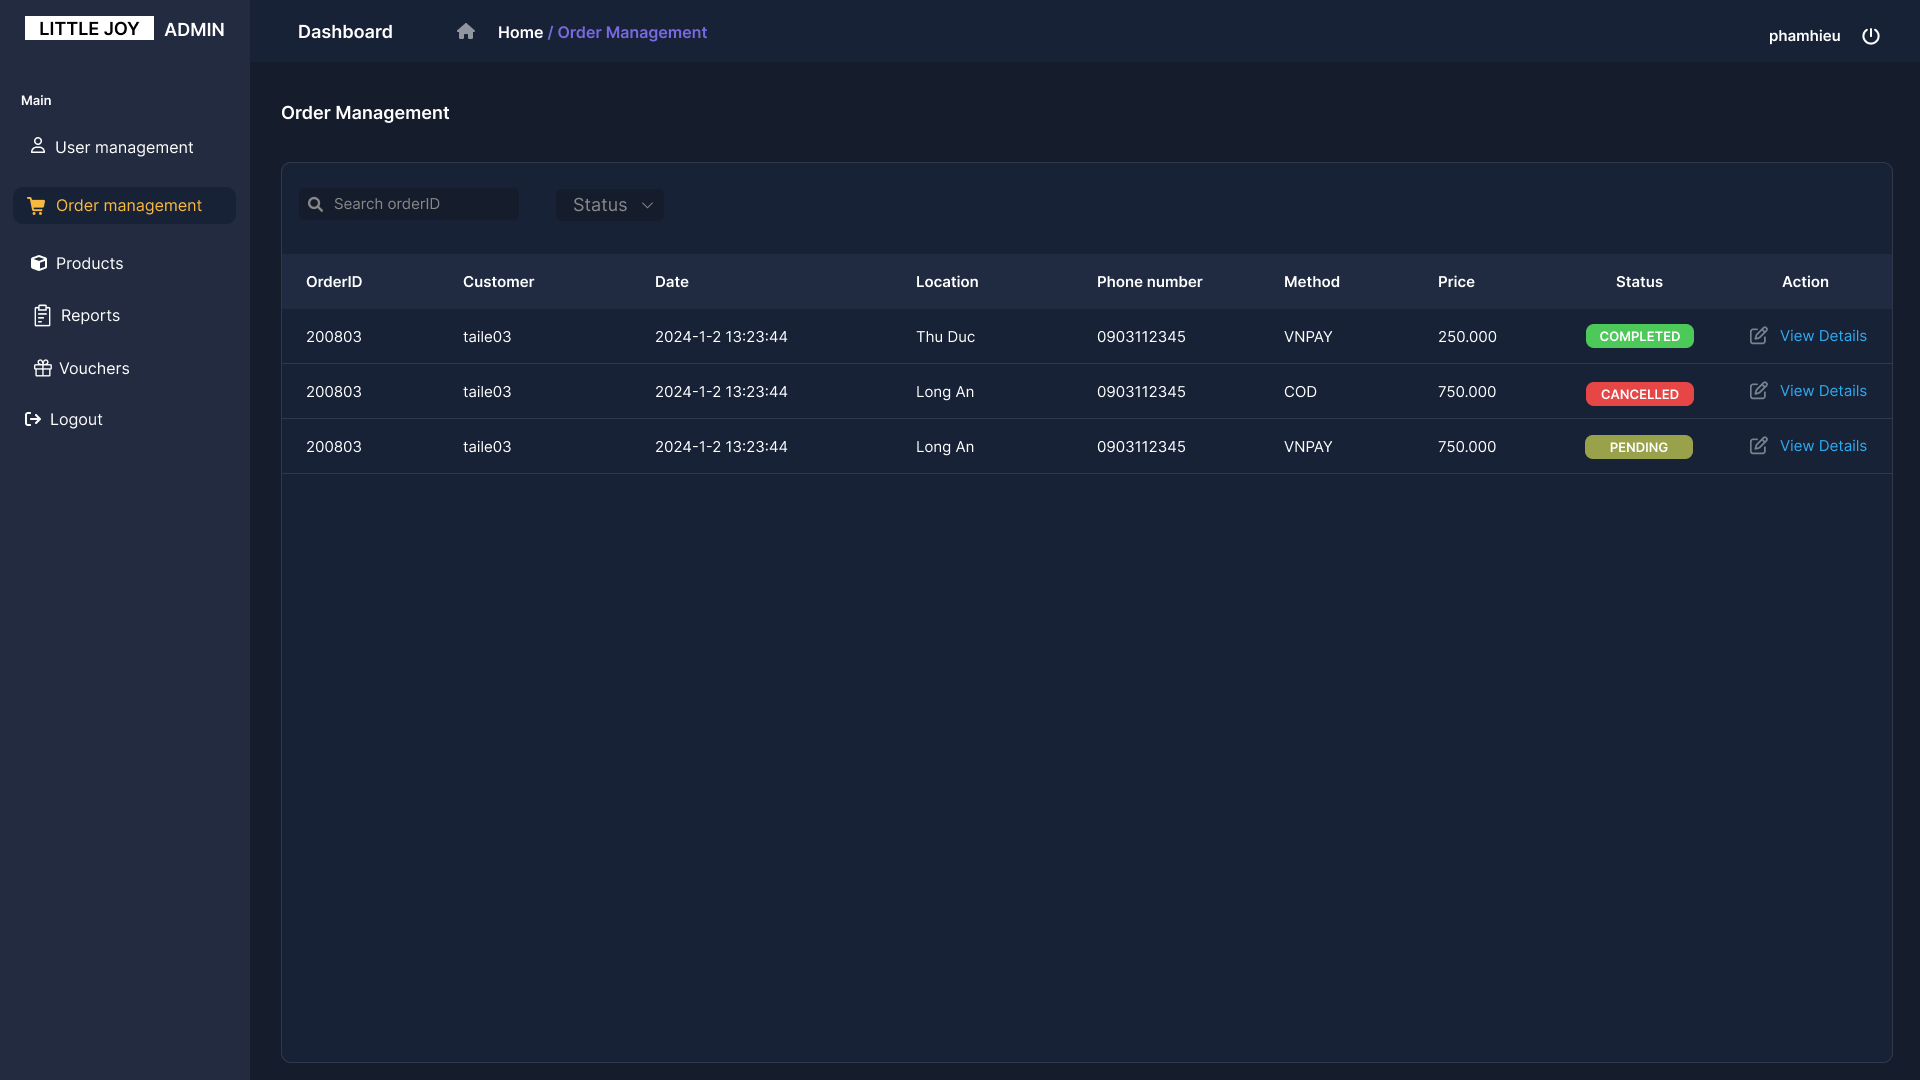 LITTLE JOY ADMIN
Dashboard Home / Order Management
phamhieu
Main
User management
Order management
Products
Reports
Vouchers
Logout
Order Management
Search orderID Status
OrderID Customer Date Location Phone number Method Price Status Action
200803 taile03 2024-1-2 13:23:44 Thu Duc 0903112345 VNPAY 250.000 COMPLETED View Details
200803 taile03 2024-1-2 13:23:44 Long An 0903112345 COD 750.000 CANCELLED View Details
200803 taile03 2024-1-2 13:23:44 Long An 0903112345 VNPAY 750.000 PENDING View Details